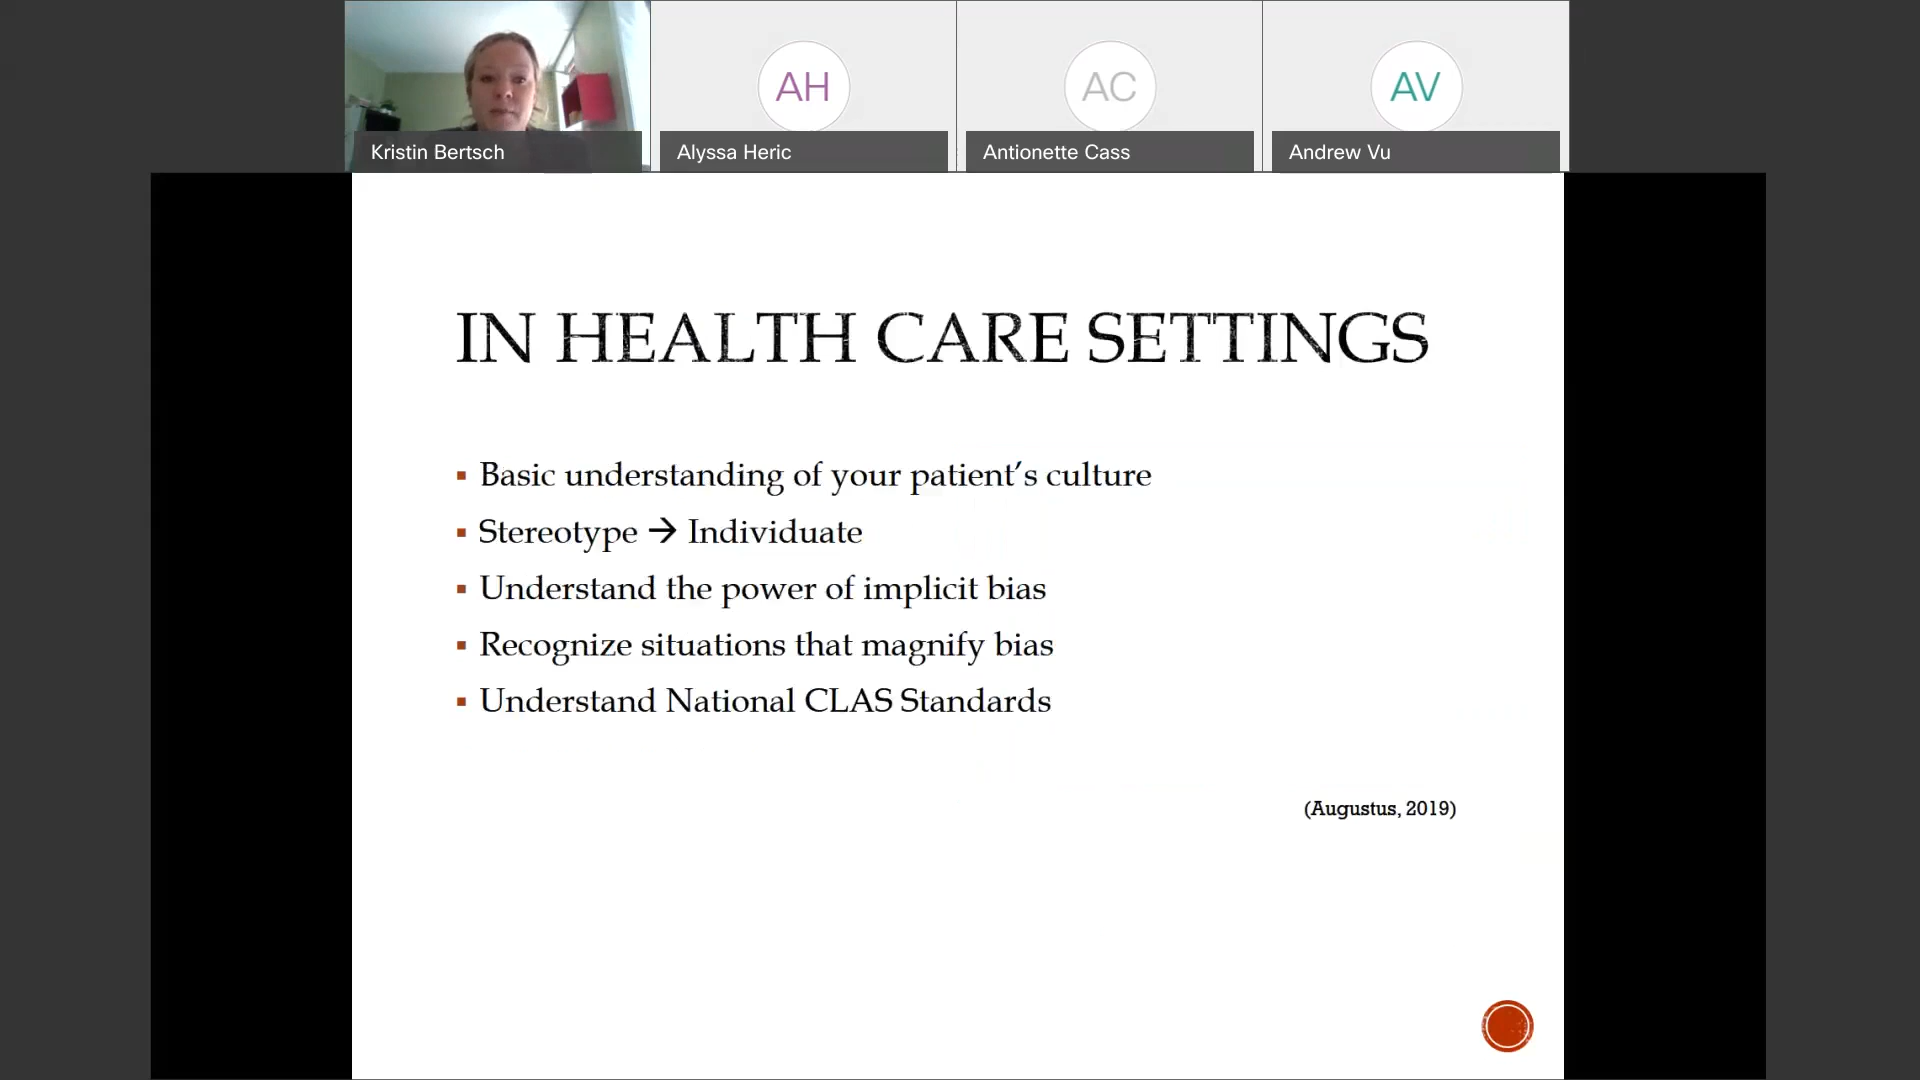 AH
AC
AV
Kristin Bertsch
Alyssa Heric
Antionette Cass
Andrew Vu
IN HEALTH CARE SETTINGS
▪ Basic understanding of your patient's culture
▪ Stereotype → Individuate
▪ Understand the power of implicit bias
▪ Recognize situations that magnify bias
▪ Understand National CLAS Standards
(Augustus, 2019)